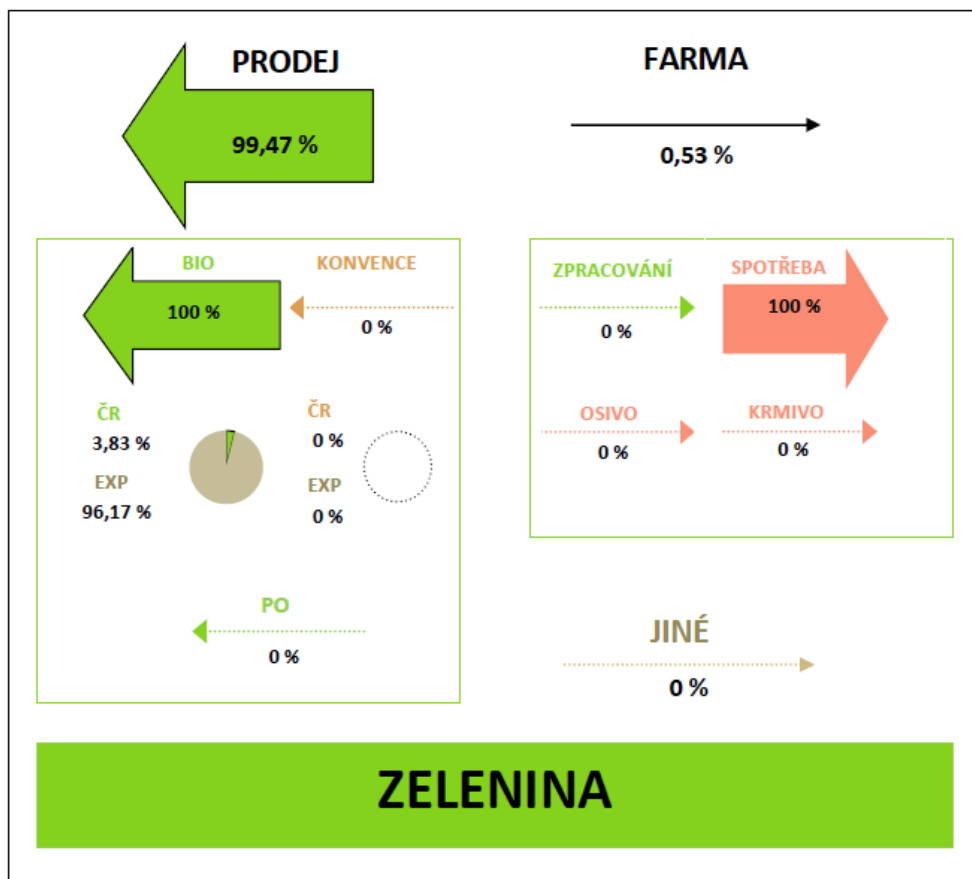 PRODEJ
99,47 %
FARMA
0,53 %
BIO
100 %
KONVENCE
0 %
ČR
3,83 %
EXP
96,17 %
ČR
0 %
EXP
0 %
PO
0 %
ZPRACOVÁNÍ
0 %
SPOTŘEBA
100 %
OSIVO
0 %
KRMIVO
0 %
JINÉ
0 %
ZELENINA